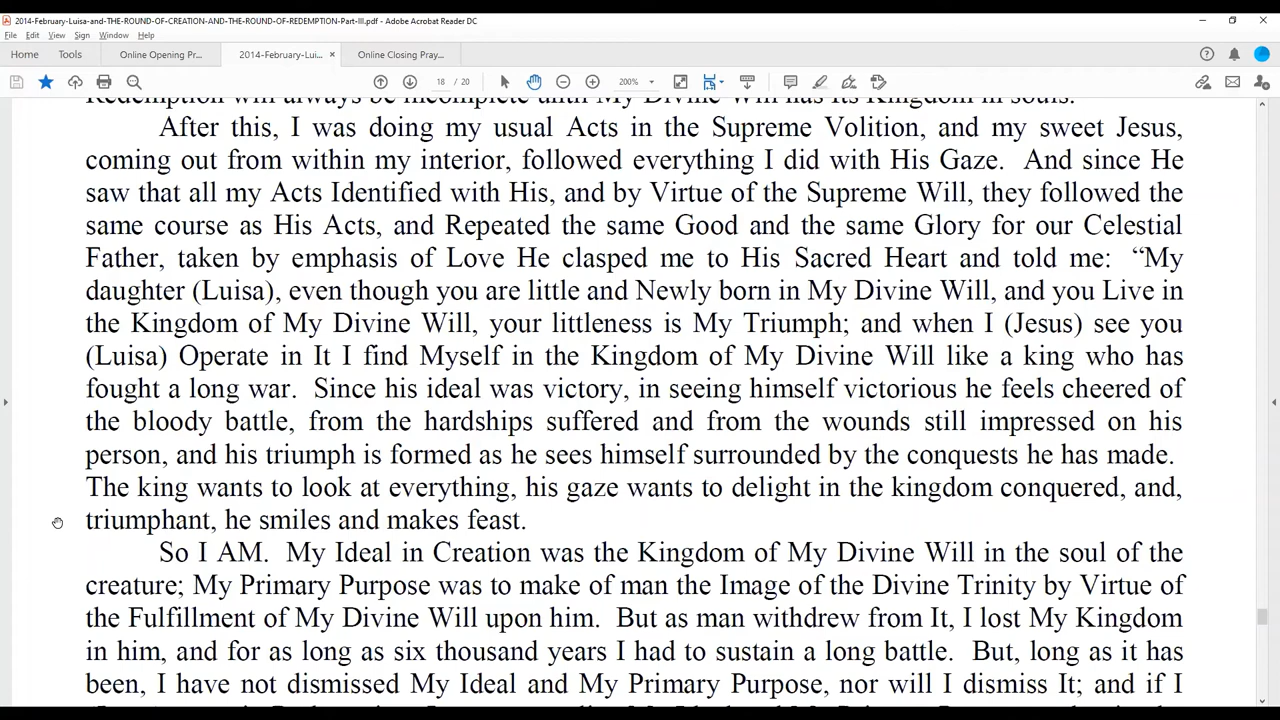 2014-February-Luisa-and-THE-ROUND-OF-CREATION-AND-THE-ROUND-OF-REDEMPTION-Part-III.pdf - Adobe Acrobat Reader DC
File Edit View Sign Window Help
Home Tools Online Opening Pr... 2014-February-Lui... × Online Closing Pray...
18 / 20 200%
Redemption will always be incomplete until My Divine Will has Its Kingdom in souls.
After this, I was doing my usual Acts in the Supreme Volition, and my sweet Jesus,
coming out from within my interior, followed everything I did with His Gaze. And since He
saw that all my Acts Identified with His, and by Virtue of the Supreme Will, they followed the
same course as His Acts, and Repeated the same Good and the same Glory for our Celestial
Father, taken by emphasis of Love He clasped me to His Sacred Heart and told me: “My
daughter (Luisa), even though you are little and Newly born in My Divine Will, and you Live in
the Kingdom of My Divine Will, your littleness is My Triumph; and when I (Jesus) see you
(Luisa) Operate in It I find Myself in the Kingdom of My Divine Will like a king who has
fought a long war. Since his ideal was victory, in seeing himself victorious he feels cheered of
the bloody battle, from the hardships suffered and from the wounds still impressed on his
person, and his triumph is formed as he sees himself surrounded by the conquests he has made.
The king wants to look at everything, his gaze wants to delight in the kingdom conquered, and,
triumphant, he smiles and makes feast.
So I AM. My Ideal in Creation was the Kingdom of My Divine Will in the soul of the
creature; My Primary Purpose was to make of man the Image of the Divine Trinity by Virtue of
the Fulfillment of My Divine Will upon him. But as man withdrew from It, I lost My Kingdom
in him, and for as long as six thousand years I had to sustain a long battle. But, long as it has
been, I have not dismissed My Ideal and My Primary Purpose, nor will I dismiss It; and if I